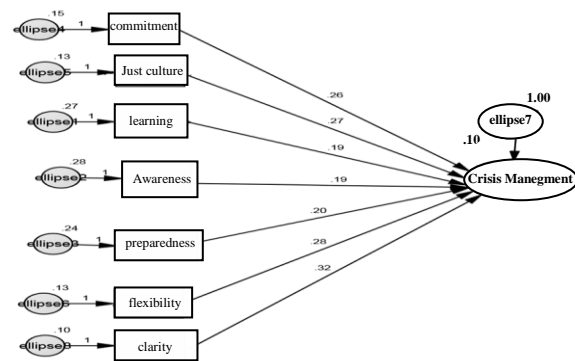 .15
ellipse4 1 commitment
.13
ellipse5 1 Just culture
.27
ellipse1 1 learning
.28
ellipse2 1 Awareness
.24
ellipse3 1 preparedness
.13
1 flexibility
.10
1 clarity
.26
.27
.19
.19
.20
.28
.32
1.00
ellipse7
.10
Crisis Manegment